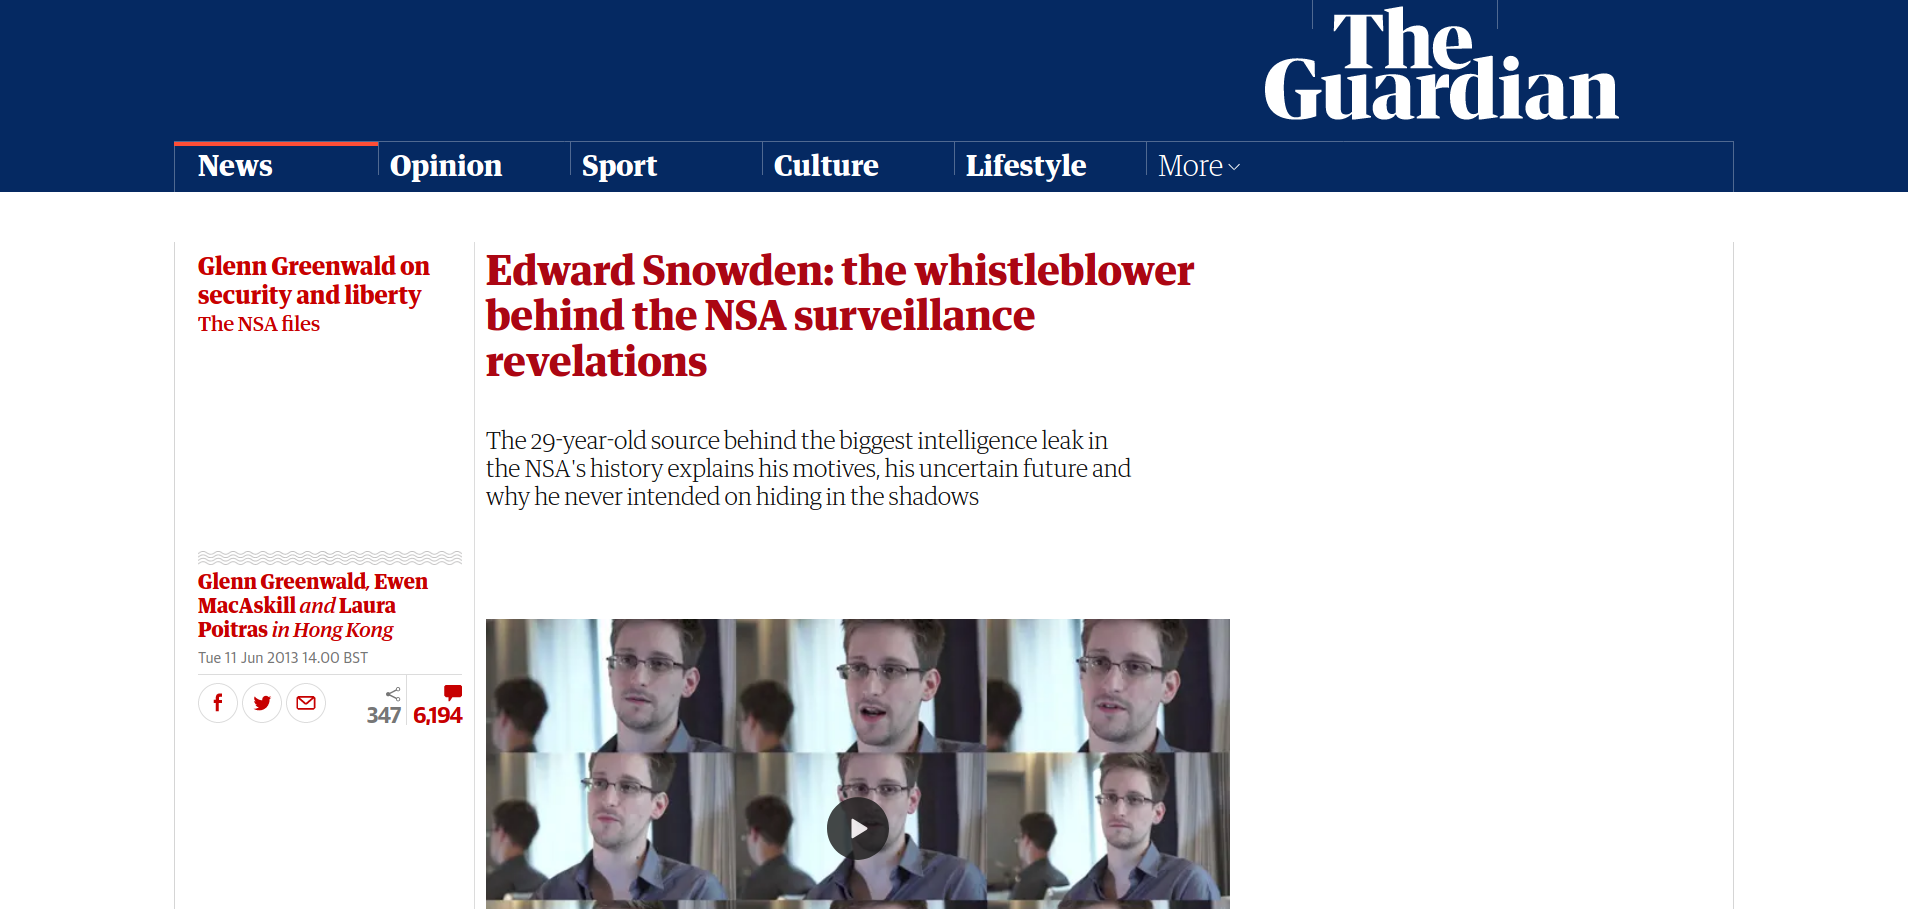 The
Guardian
News
Opinion
Sport
Culture
Lifestyle
More
Glenn Greenwald on
security and liberty
The NSA files
Edward Snowden: the whistleblower
behind the NSA surveillance
revelations
The 29-year-old source behind the biggest intelligence leak in
the NSA's history explains his motives, his uncertain future and
why he never intended on hiding in the shadows
Glenn Greenwald, Ewen
MacAskill and Laura
Poitras in Hong Kong
Tue 11 Jun 2013 14.00 BST
347
6,194